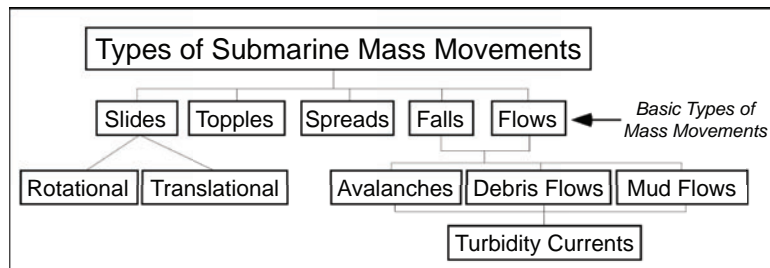 Types of Submarine Mass Movements
Slides Topples Spreads Falls Flows
Basic Types of
Mass Movements
Rotational Translational Avalanches Debris Flows Mud Flows
Turbidity Currents